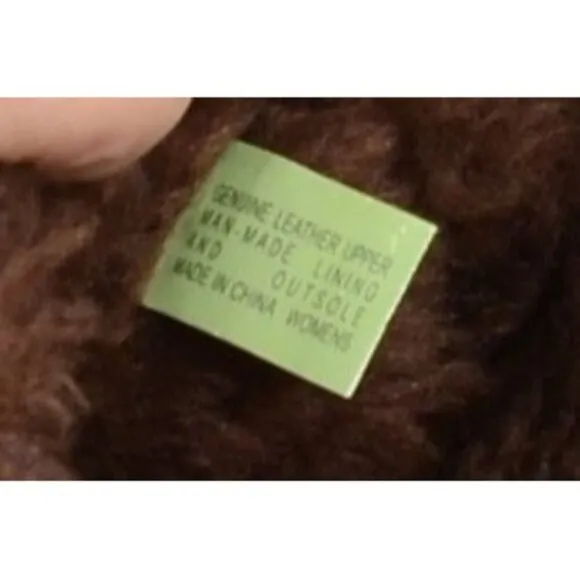 GENUINE LEATHER UPPER
MAN-MADE LINING
AND OUTSOLE
MADE IN CHINA WOMENS